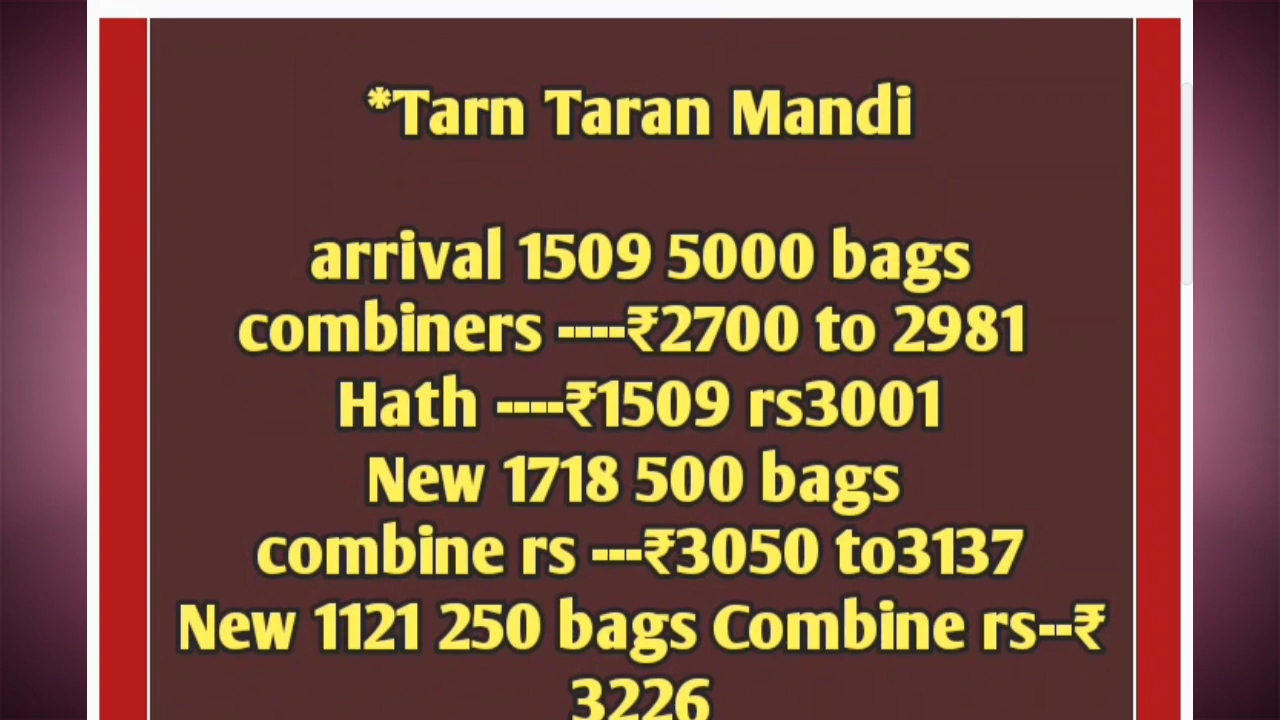 *Tarn Taran Mandi
arrival 1509 5000 bags
combiners ----₹2700 to 2981
Hath ----₹1509 rs3001
New 1718 500 bags
combine rs ---₹3050 to3137
New 1121 250 bags Combine rs--₹
3226